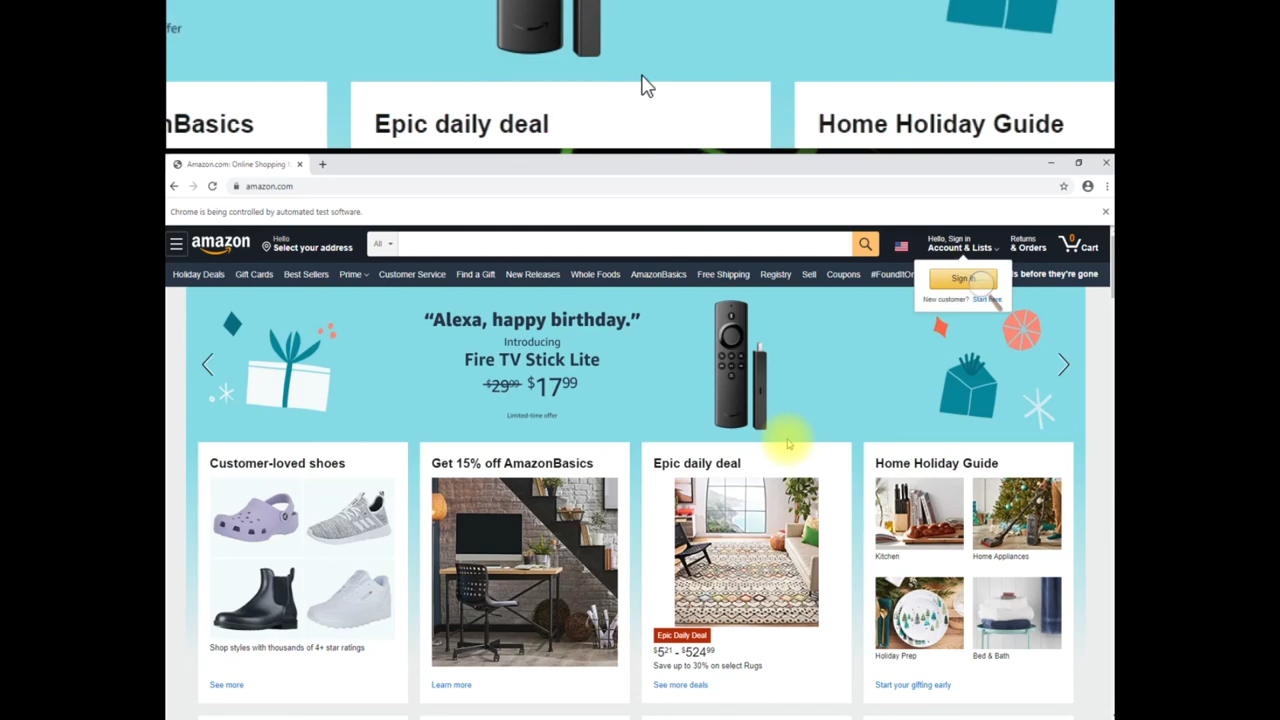 fer
nBasics
Epic daily deal
Home Holiday Guide
Amazon.com: Online Shopping
amazon.com
Chrome is being controlled by automated test software.
amazon
Hello
Select your address
All
Hello, Sign in
Account & Lists
Returns
& Orders
0
Cart
Holiday Deals Gift Cards Best Sellers Prime Customer Service Find a Gift New Releases Whole Foods AmazonBasics Free Shipping Registry Sell Coupons #FoundItOn ls before they're gone
Sign in
New customer? Start here.
“Alexa, happy birthday.”
Introducing
Fire TV Stick Lite
$29.99 $17.99
Limited-time offer
Customer-loved shoes
Shop styles with thousands of 4+ star ratings
See more
Get 15% off AmazonBasics
Learn more
Epic daily deal
Epic Daily Deal
$5.21 - $524.99
Save up to 30% on select Rugs
See more deals
Home Holiday Guide
Kitchen
Home Appliances
Holiday Prep
Bed & Bath
Start your gifting early